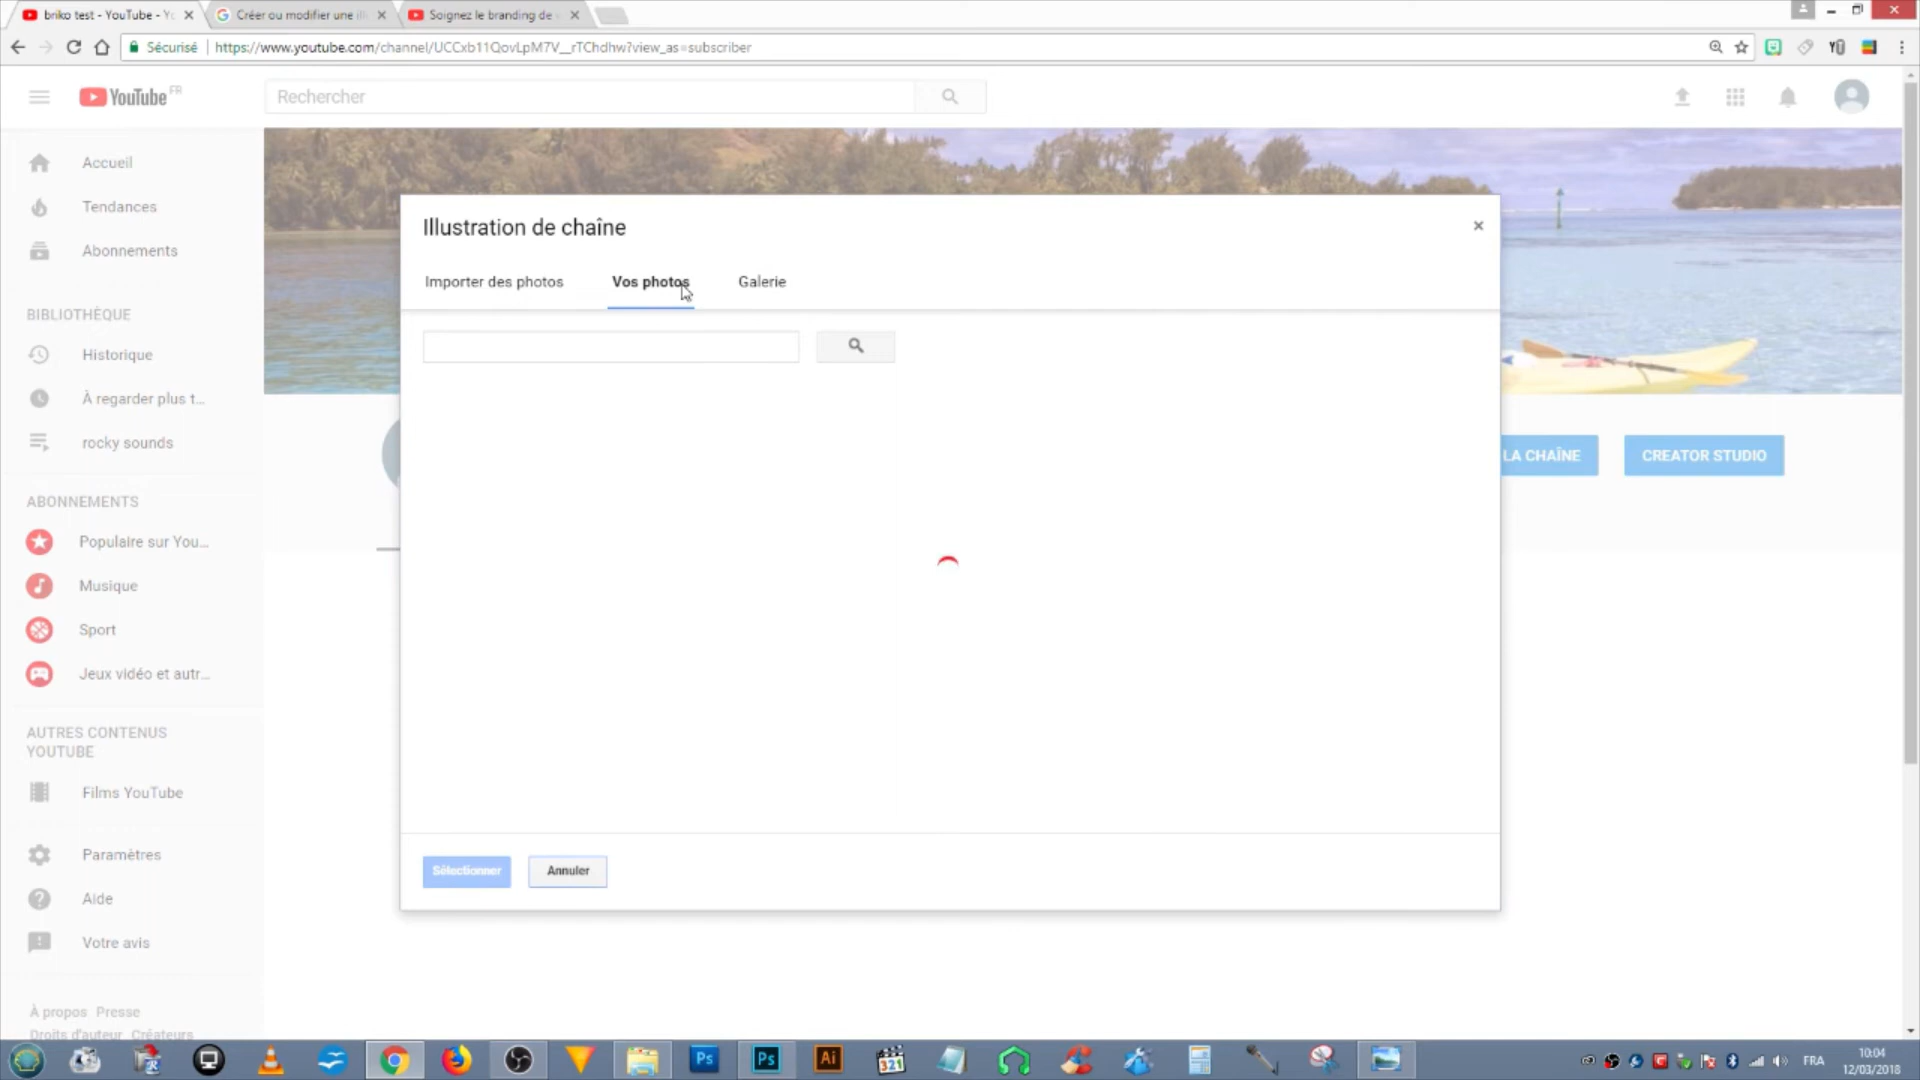 briko test - YouTube - Y
Créer ou modifier une
Soignez le branding de
Sécurisé
https://www.youtube.com/channel/UCCxb11QovLpM7V__rTChdhw?view_as=subscriber
YouTube FR
Rechercher
Accueil
Tendances
Abonnements
BIBLIOTHÈQUE
Historique
À regarder plus t...
rocky sounds
ABONNEMENTS
Populaire sur You...
Musique
Sport
Jeux vidéo et autr...
AUTRES CONTENUS
YOUTUBE
Films YouTube
Paramètres
Aide
Votre avis
À propos Presse
Droits d'auteur Créateurs
Illustration de chaîne
Importer des photos
Vos photos
Galerie
Sélectionner
Annuler
LA CHAÎNE
CREATOR STUDIO
Ps
Ps
Ai
321
FRA
10:04
12/03/2018